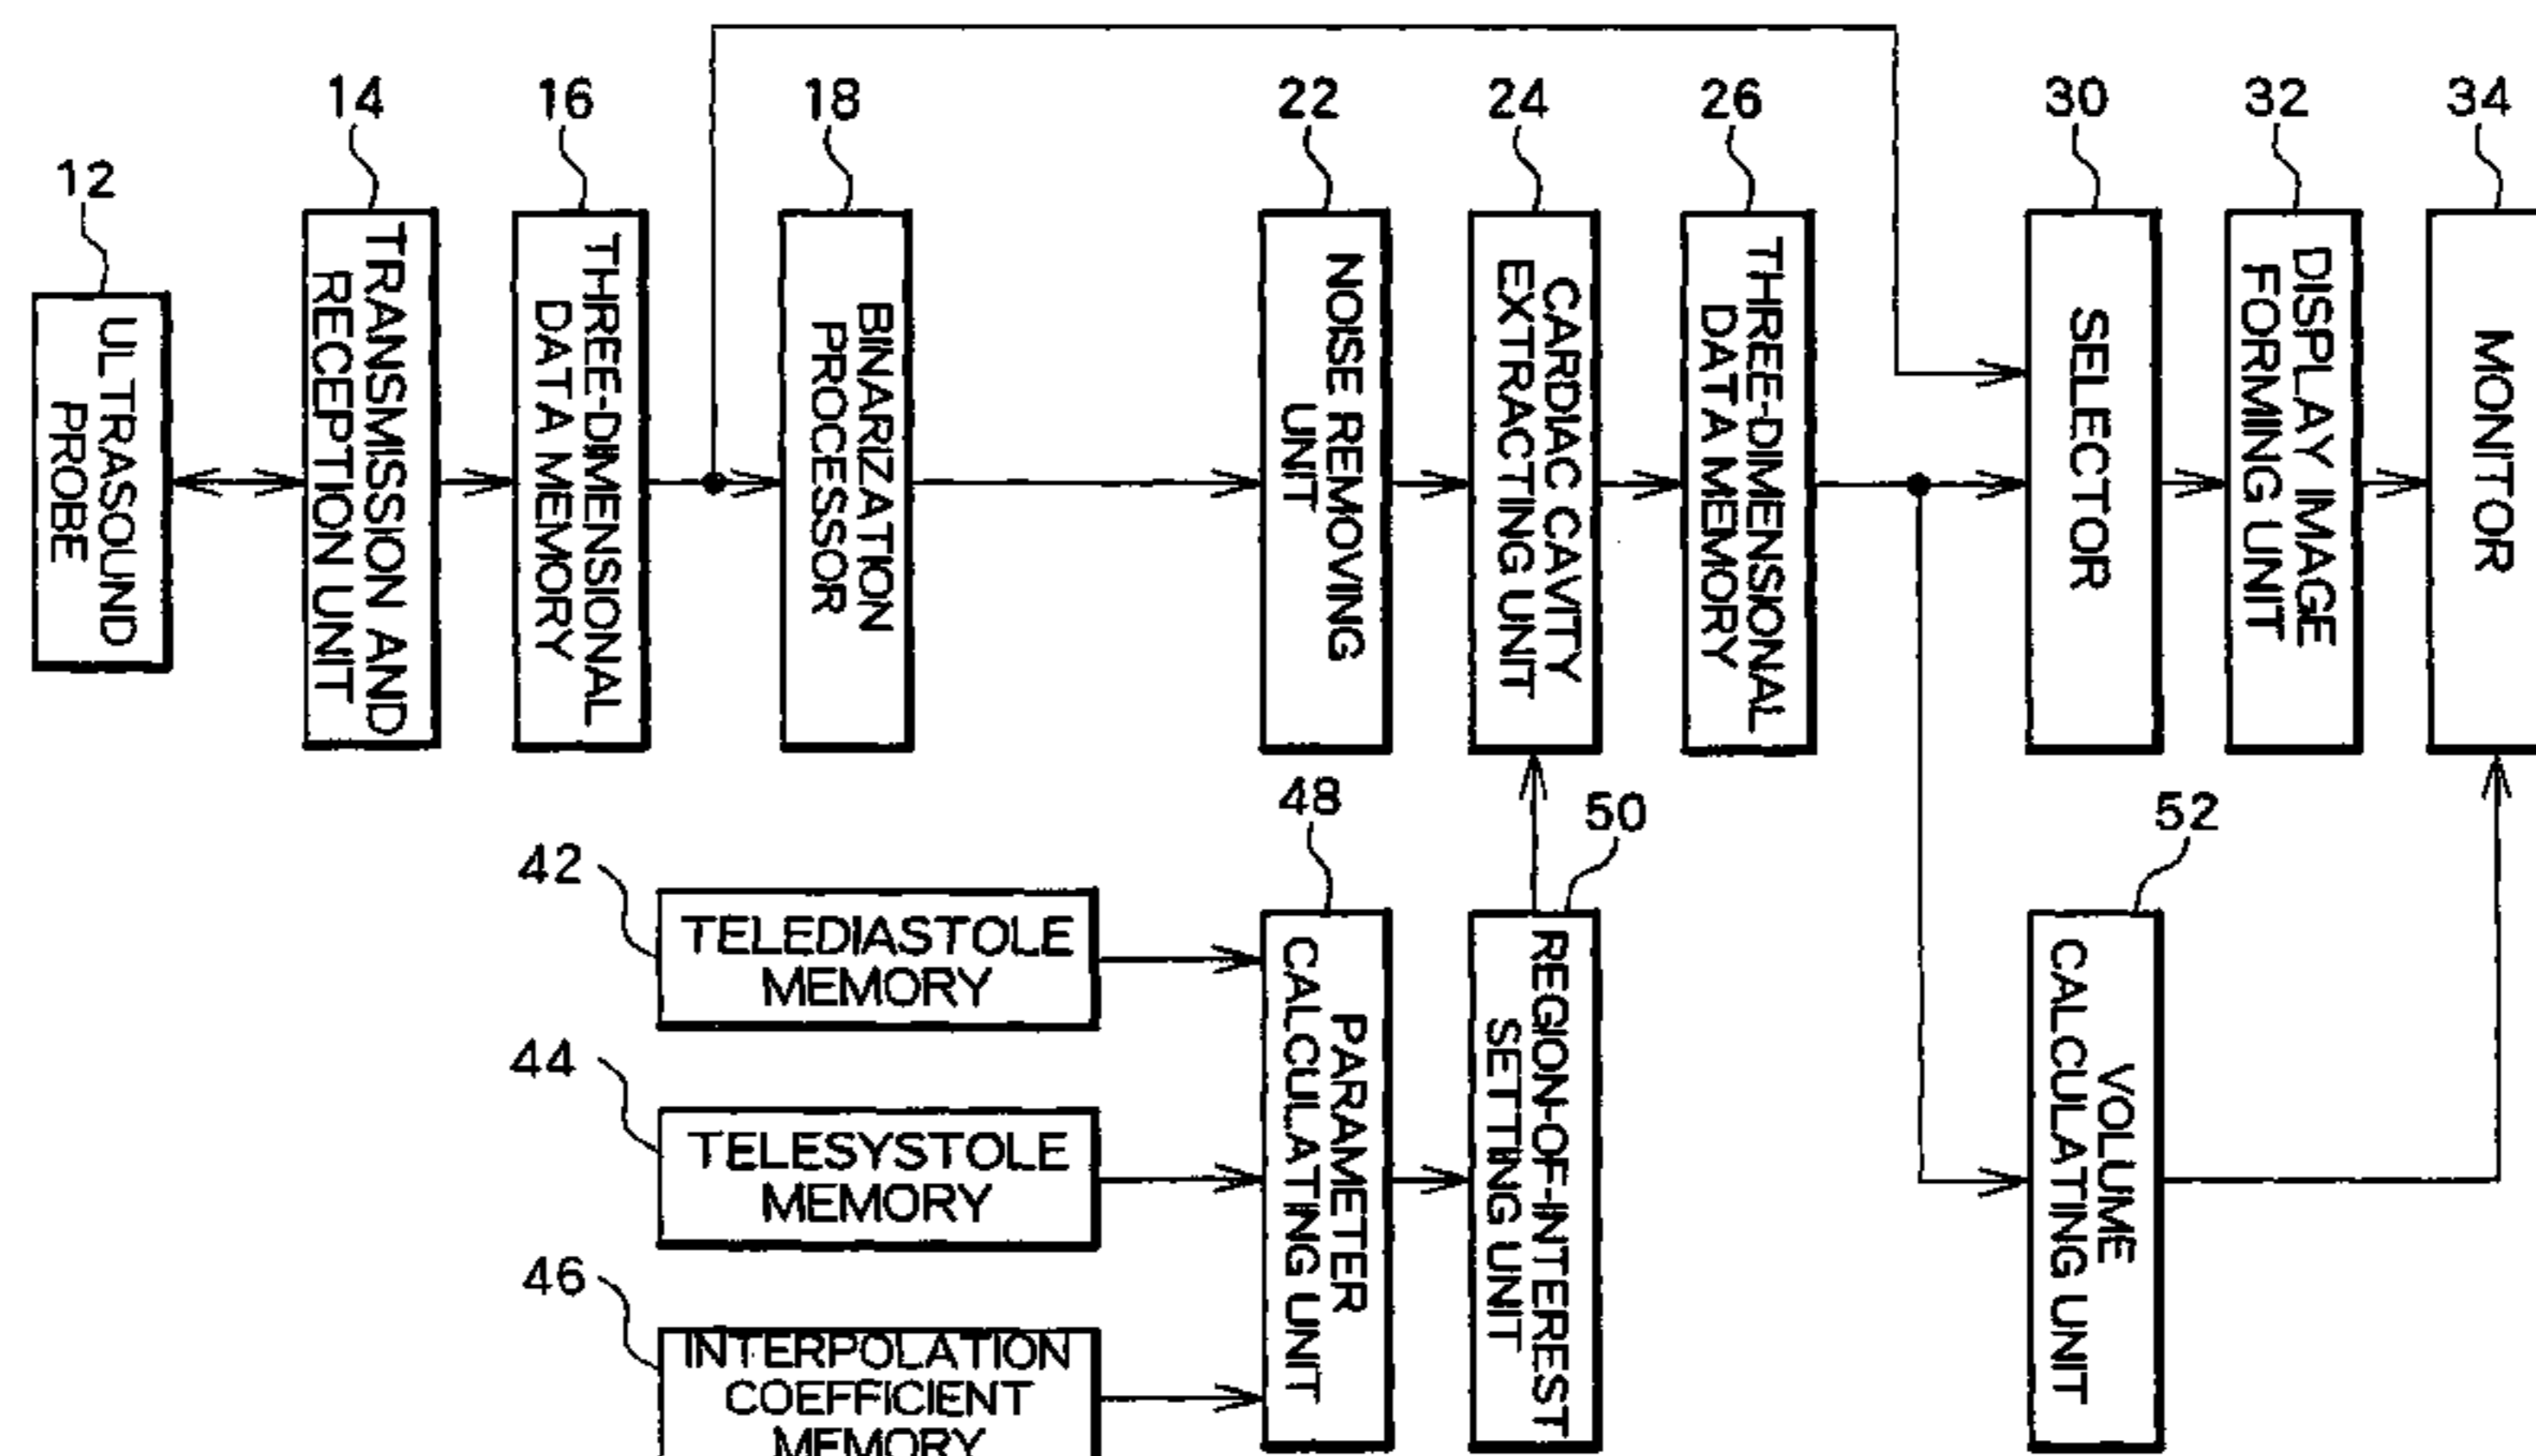 12
ULTRASOUND
PROBE
14
TRANSMISSION AND
RECEPTION UNIT
16
THREE-DIMENSIONAL
DATA MEMORY
18
BINARIZATION
PROCESSOR
22
NOISE REMOVING
UNIT
24
CARDIAC CAVITY
EXTRACTING UNIT
26
THREE-DIMENSIONAL
DATA MEMORY
30
SELECTOR
32
DISPLAY IMAGE
FORMING UNIT
34
MONITOR
42
TELEDIASTOLE
MEMORY
44
TELESYSTOLE
MEMORY
46
INTERPOLATION
COEFFICIENT
MEMORY
48
PARAMETER
CALCULATING UNIT
50
REGION-OF-INTEREST
SETTING UNIT
52
VOLUME
CALCULATING UNIT